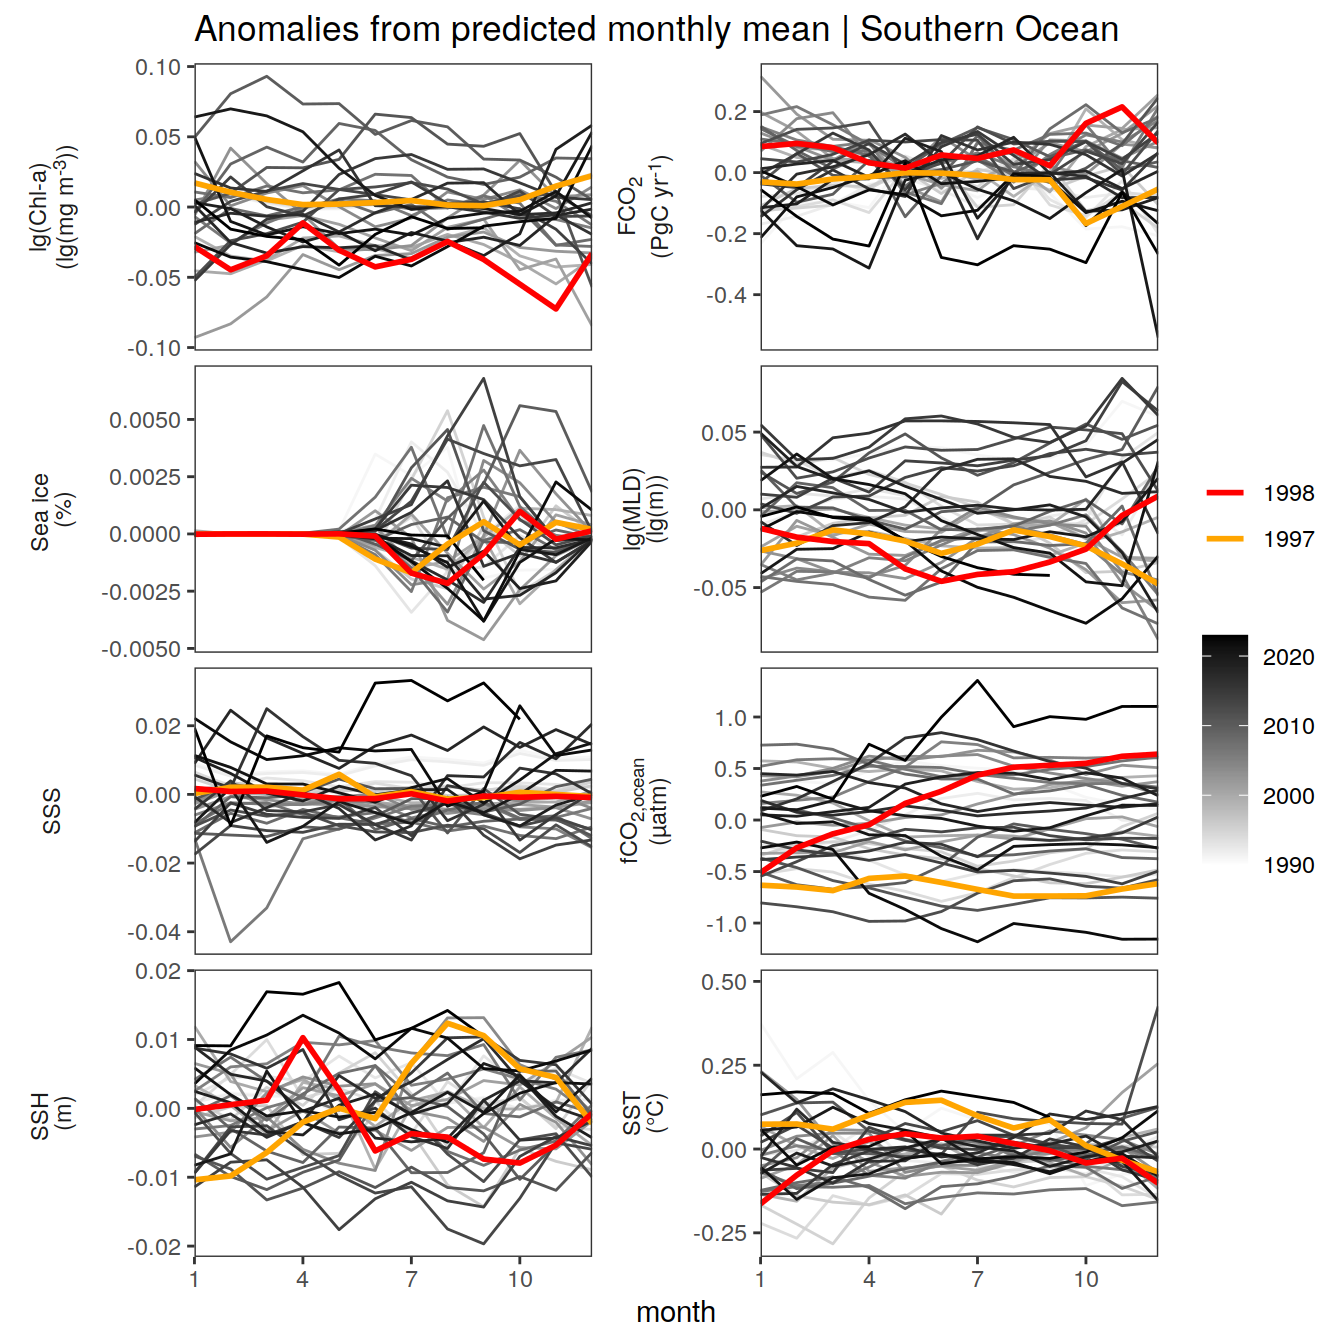 Anomalies from predicted monthly mean | Southern Ocean
lg(Chl-a)
(lg(mg m⁻³))
0.10
0.05
0.00
-0.05
-0.10
FCO₂
(PgC yr⁻¹)
0.2
0.0
-0.2
-0.4
Sea Ice
(%)
0.0050
0.0025
0.0000
-0.0025
-0.0050
lg(MLD)
(lg(m))
0.05
0.00
-0.05
SSS
0.02
0.00
-0.02
-0.04
fCO₂,ocean
(µatm)
1.0
0.5
0.0
-0.5
-1.0
SSH
(m)
0.02
0.01
0.00
-0.01
-0.02
SST
(°C)
0.50
0.25
0.00
-0.25
1 4 7 10
1 4 7 10
month
1998
1997
2020
2010
2000
1990